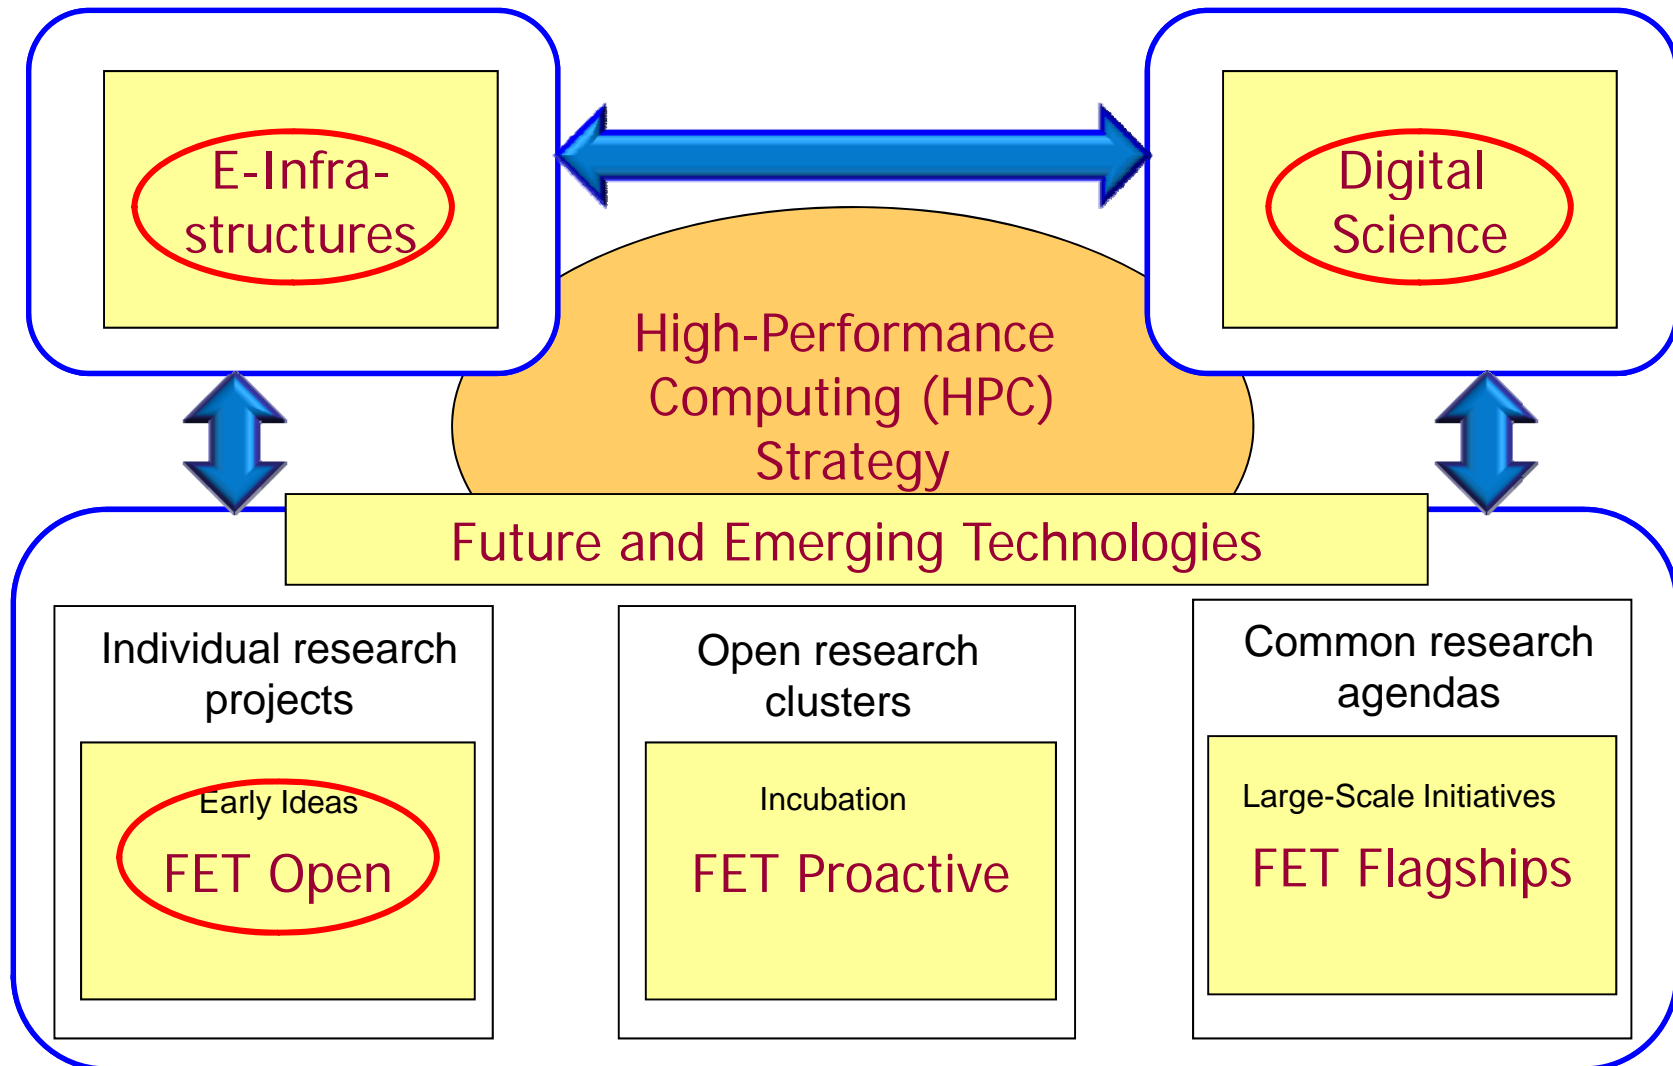 E-Infra-
structures
Digital
Science
High-Performance
Computing (HPC)
Strategy
Future and Emerging Technologies
Individual research
projects
Early Ideas
FET Open
Open research
clusters
Incubation
FET Proactive
Common research
agendas
Large-Scale Initiatives
FET Flagships